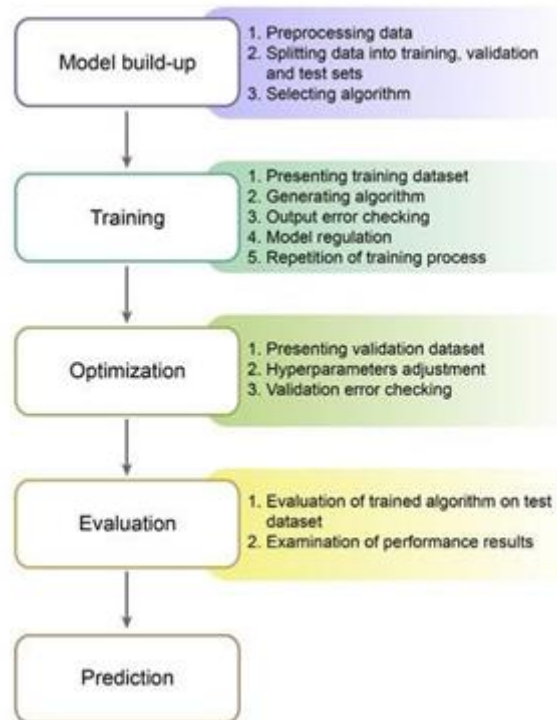 Model build-up
1. Preprocessing data
2. Splitting data into training, validation
and test sets
3. Selecting algorithm
Training
1. Presenting training dataset
2. Generating algorithm
3. Output error checking
4. Model regulation
5. Repetition of training process
Optimization
1. Presenting validation dataset
2. Hyperparameters adjustment
3. Validation error checking
Evaluation
1. Evaluation of trained algorithm on test
dataset
2. Examination of performance results
Prediction